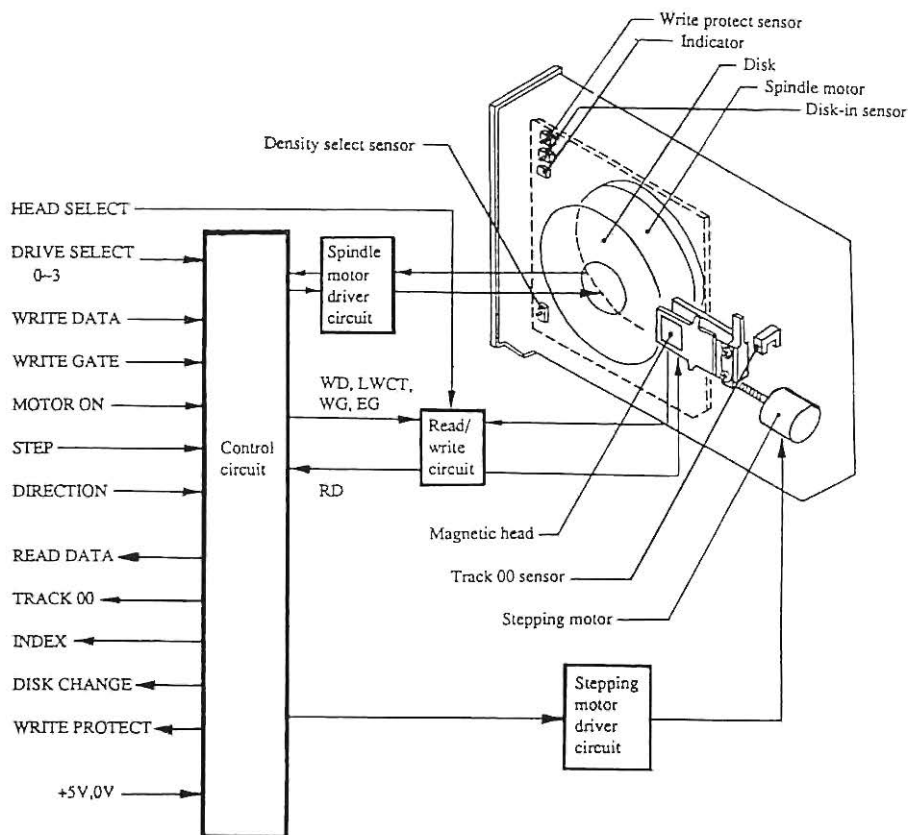 Write protect sensor
Indicator
Disk
Spindle motor
Disk-in sensor
Density select sensor
HEAD SELECT
DRIVE SELECT
0~3
WRITE DATA
WRITE GATE
MOTOR ON
STEP
DIRECTION
READ DATA
TRACK 00
INDEX
DISK CHANGE
WRITE PROTECT
+5V,0V
Control
circuit
Spindle
motor
driver
circuit
WD, LWCT,
WG, EG
RD
Read/
write
circuit
Magnetic head
Track 00 sensor
Stepping motor
Stepping
motor
driver
circuit